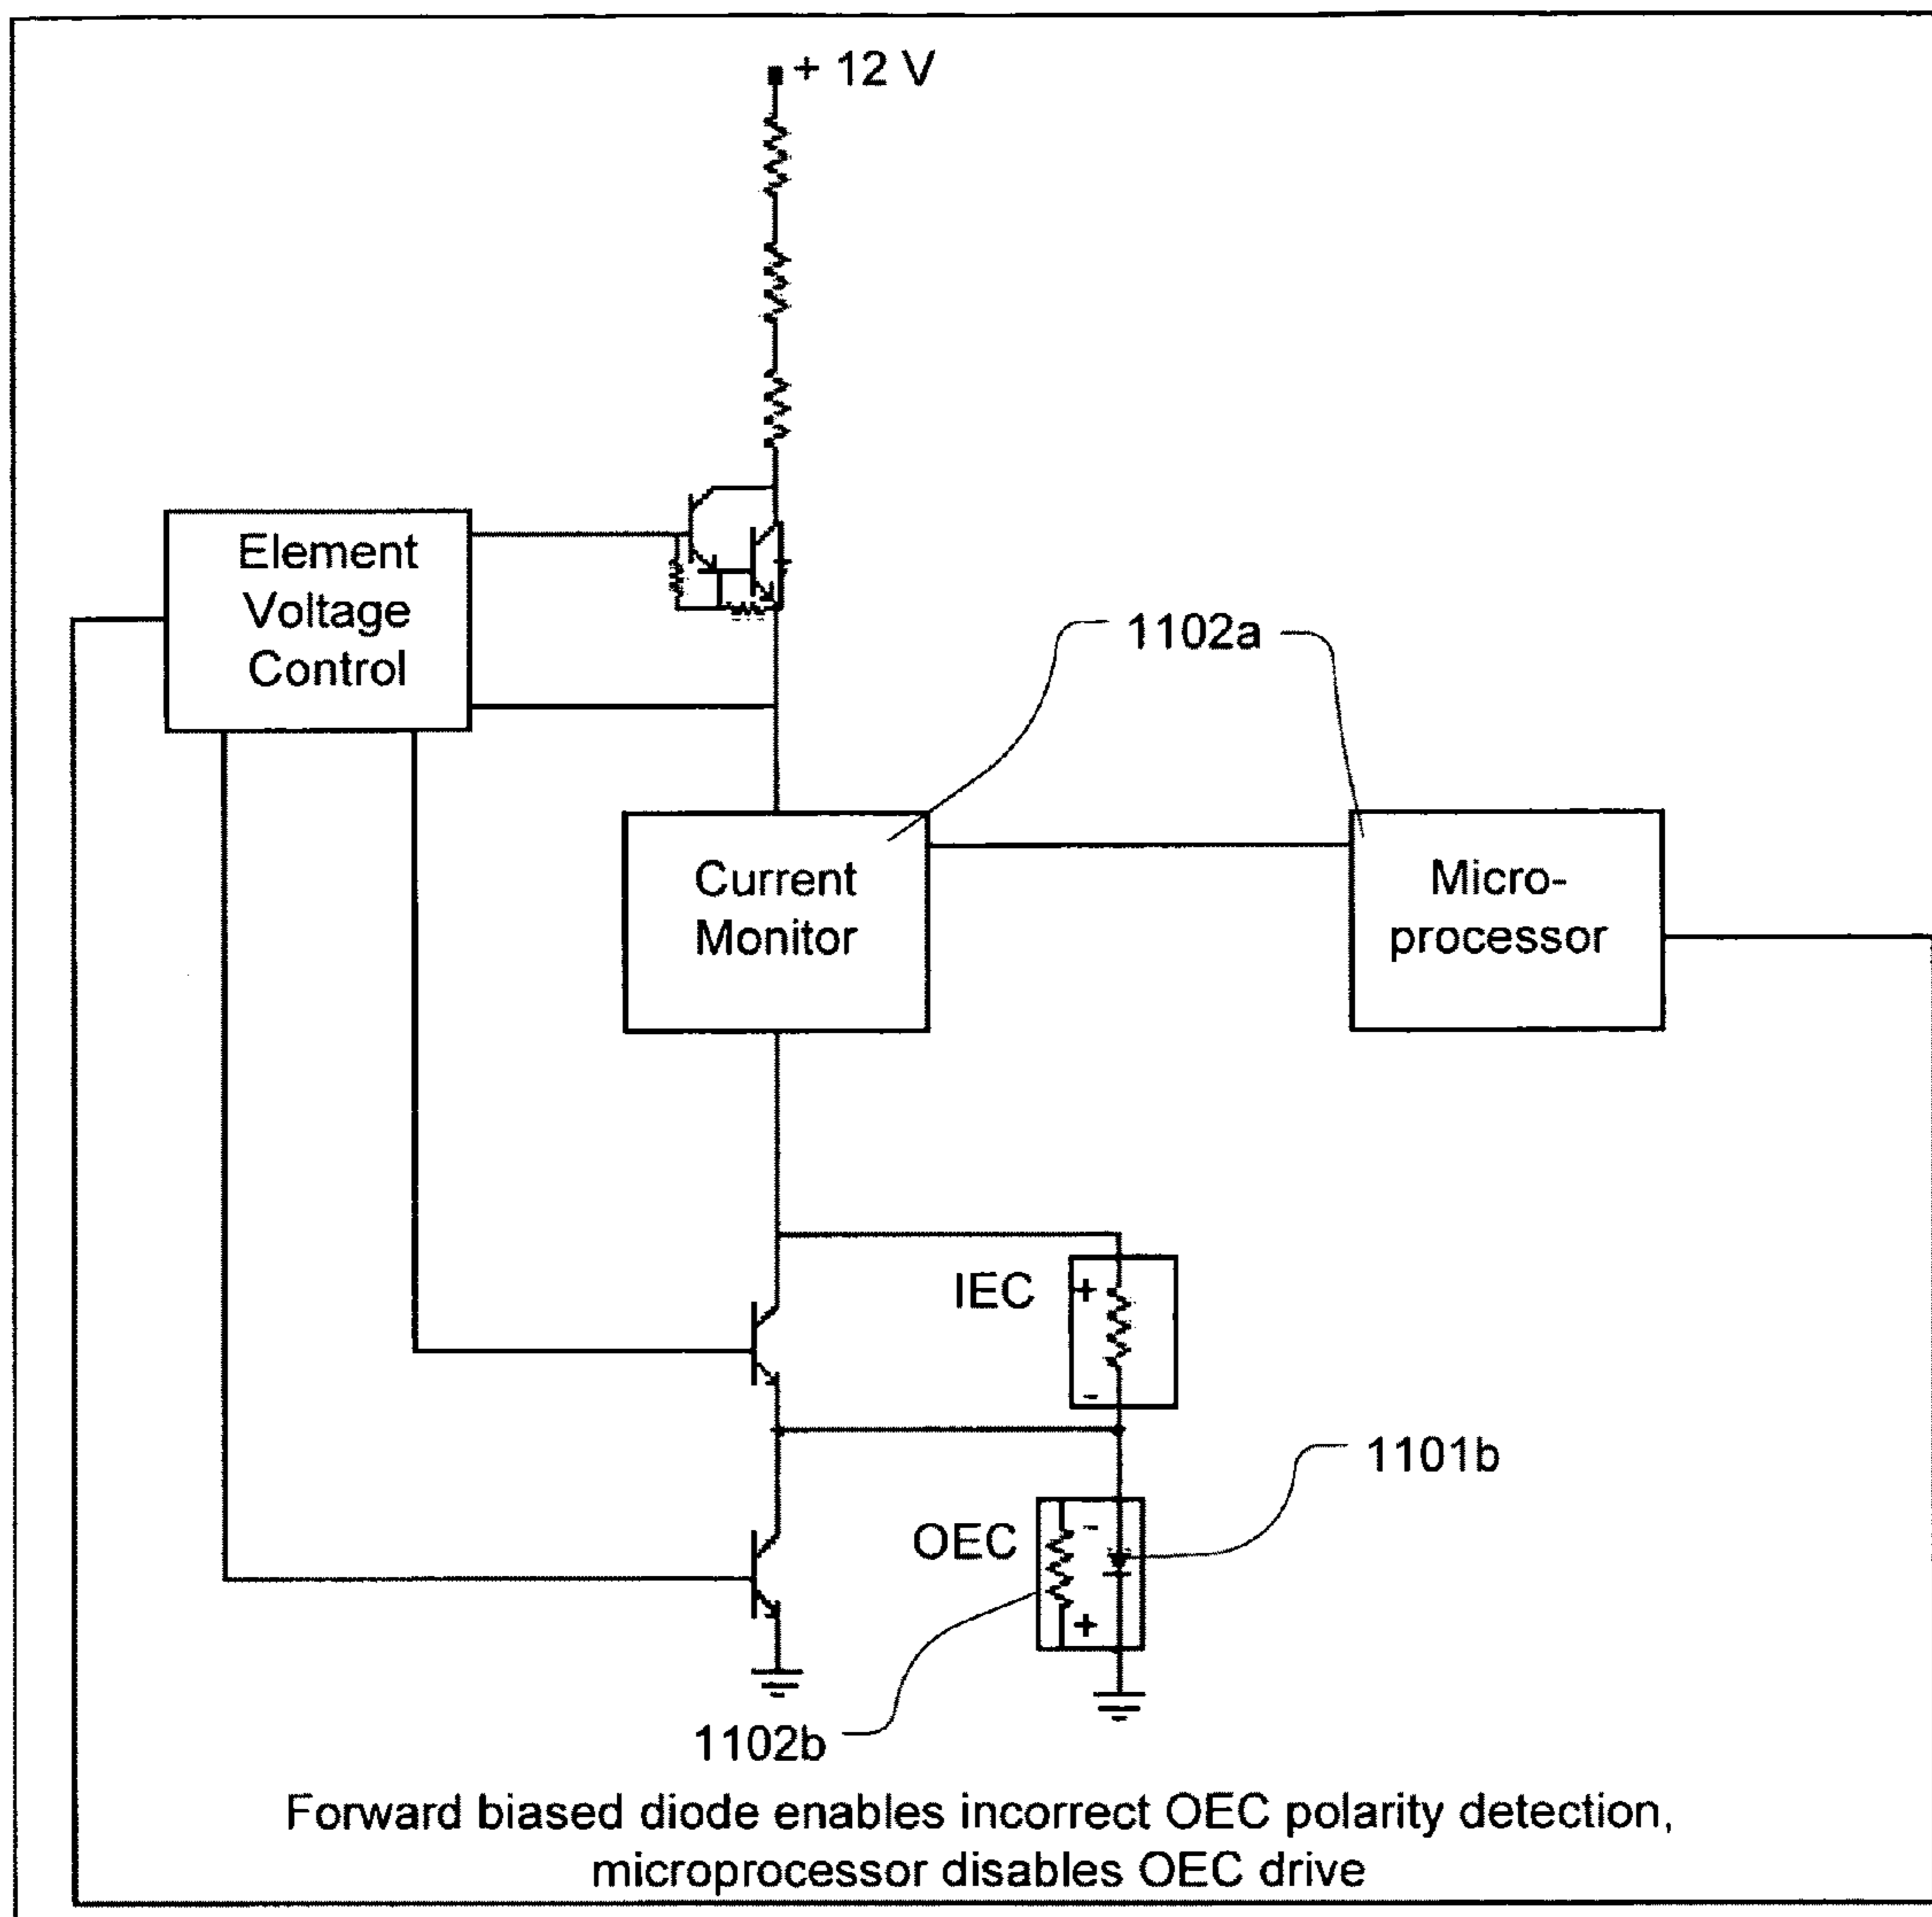 + 12 V
Element
Voltage
Control
1102a
Current
Monitor
Micro-
processor
IEC
+
-
1101b
OEC
-
+
1102b
Forward biased diode enables incorrect OEC polarity detection,
microprocessor disables OEC drive